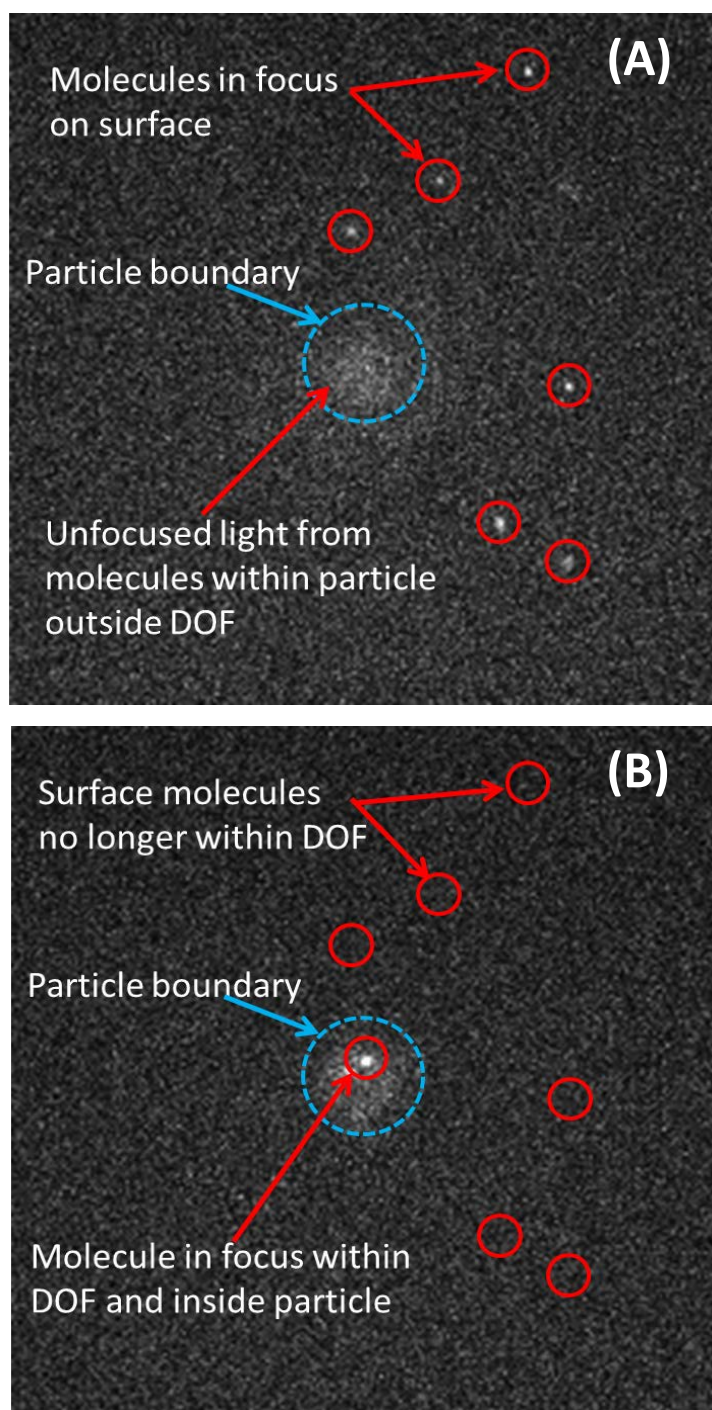 (A)
Molecules in focus
on surface
Particle boundary
Unfocused light from
molecules within particle
outside DOF
(B)
Surface molecules
no longer within DOF
Particle boundary
Molecule in focus within
DOF and inside particle